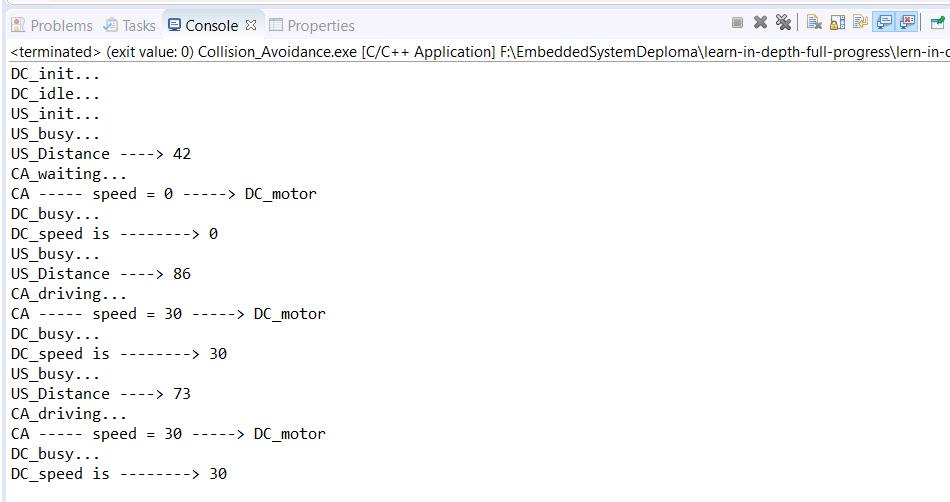 Problems Tasks Console Properties
<terminated> (exit value: 0) Collision_Avoidance.exe [C/C++ Application] F:\EmbeddedSystemDeploma\learn-in-depth-full-progress\lern-in-d
DC_init...
DC_idle...
US_init...
US_busy...
US_Distance ----> 42
CA_waiting...
CA ----- speed = 0 -----> DC_motor
DC_busy...
DC_speed is --------> 0
US_busy...
US_Distance ----> 86
CA_driving...
CA ----- speed = 30 -----> DC_motor
DC_busy...
DC_speed is --------> 30
US_busy...
US_Distance ----> 73
CA_driving...
CA ----- speed = 30 -----> DC_motor
DC_busy...
DC_speed is --------> 30